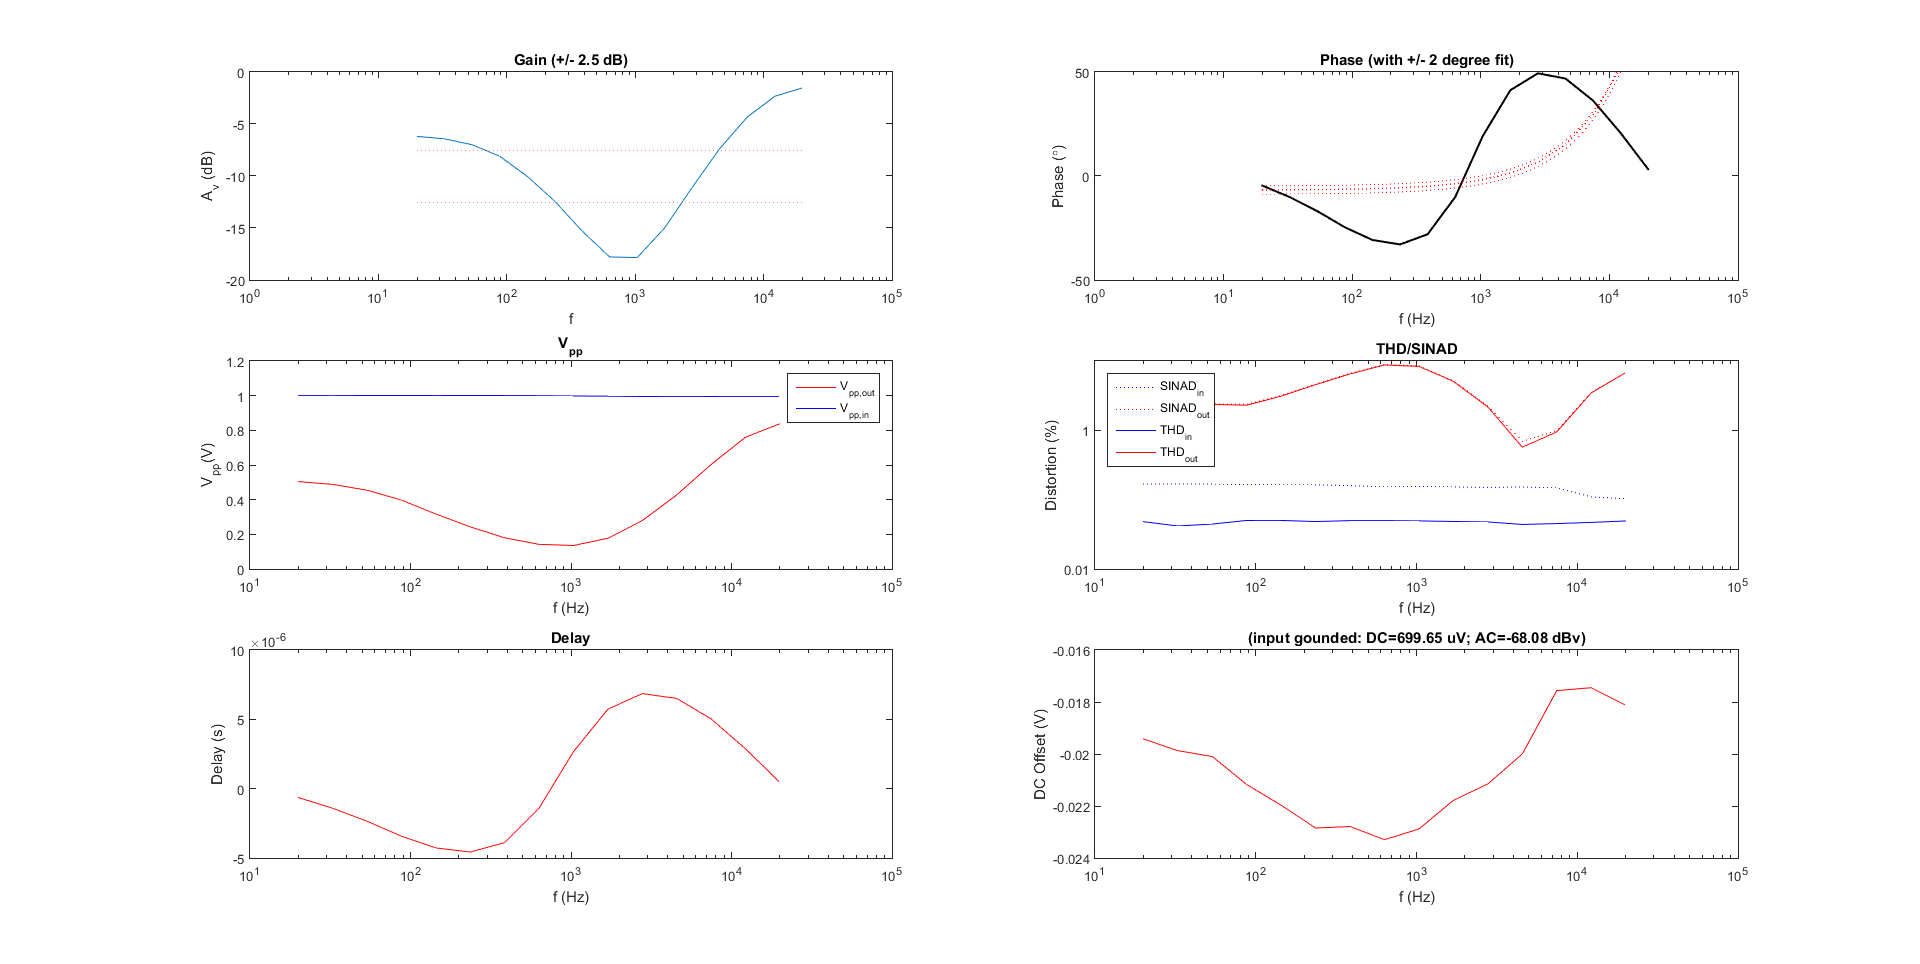 Gain (+/- 2.5 dB)
0
-5
-10
-15
-20
A_v (dB)
10^0
10^1
10^2
10^3
10^4
10^5
f
Phase (with +/- 2 degree fit)
50
0
-50
Phase (°)
10^0
10^1
10^2
10^3
10^4
10^5
f (Hz)
V_pp
1.2
1
0.8
0.6
0.4
0.2
0
V_pp(V)
V_pp,out
V_pp,in
10^1
10^2
10^3
10^4
10^5
f (Hz)
THD/SINAD
1
0.01
Distortion (%)
SINAD_in
SINAD_out
THD_in
THD_out
10^1
10^2
10^3
10^4
10^5
f (Hz)
Delay
×10^-6
10
5
0
-5
Delay (s)
10^1
10^2
10^3
10^4
10^5
f (Hz)
(input gounded: DC=699.65 uV; AC=-68.08 dBv)
-0.016
-0.018
-0.02
-0.022
-0.024
DC Offset (V)
10^1
10^2
10^3
10^4
10^5
f (Hz)